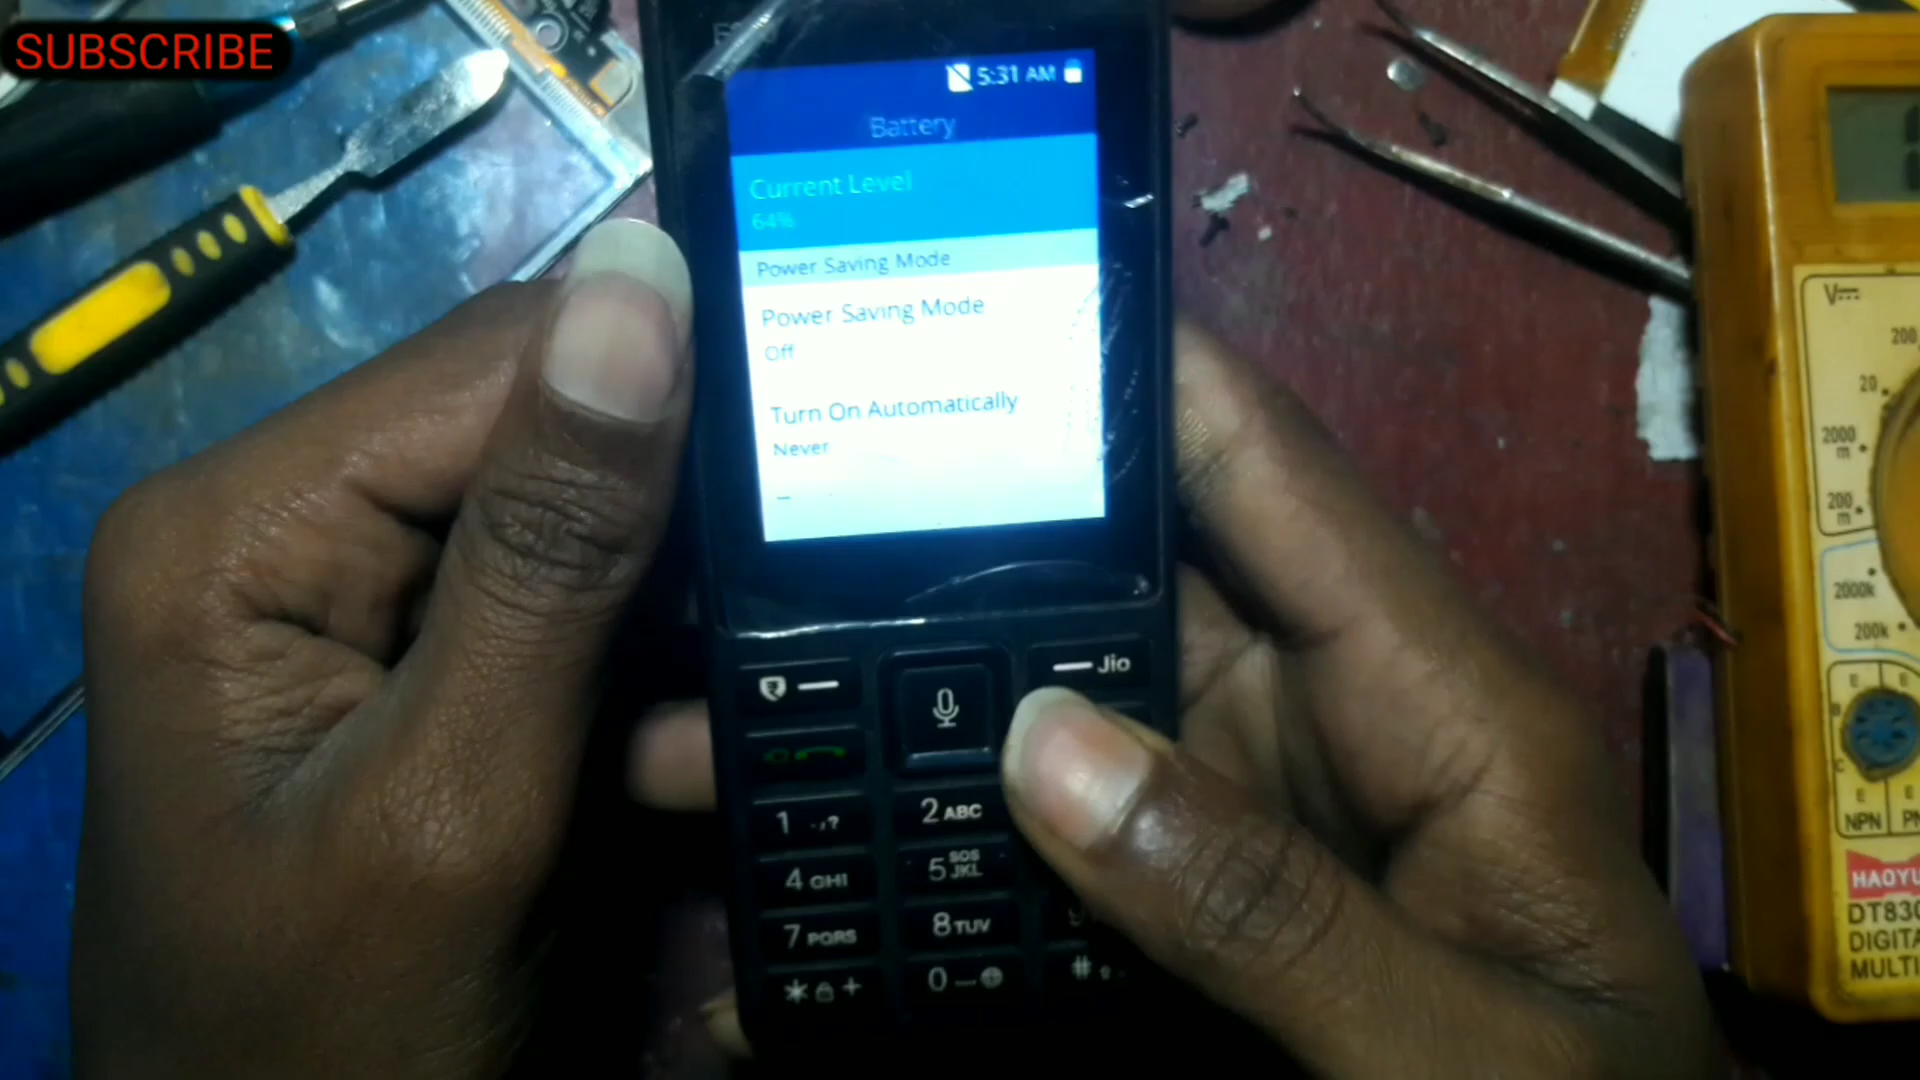 SUBSCRIBE
5:31 AM
Battery
Current Level
64%
Power Saving Mode
Power Saving Mode
Off
Turn On Automatically
Never
Jio
1 .,?
2 ABC
4 GHI
5 SOS JKL
7 PQRS
8 TUV
9
* +
0
#
V
200
20
2000 m
200 m
2000k
200k
E
E
B
C
E
E
NPN
HAOYU
DT830
DIGITA
MULTI